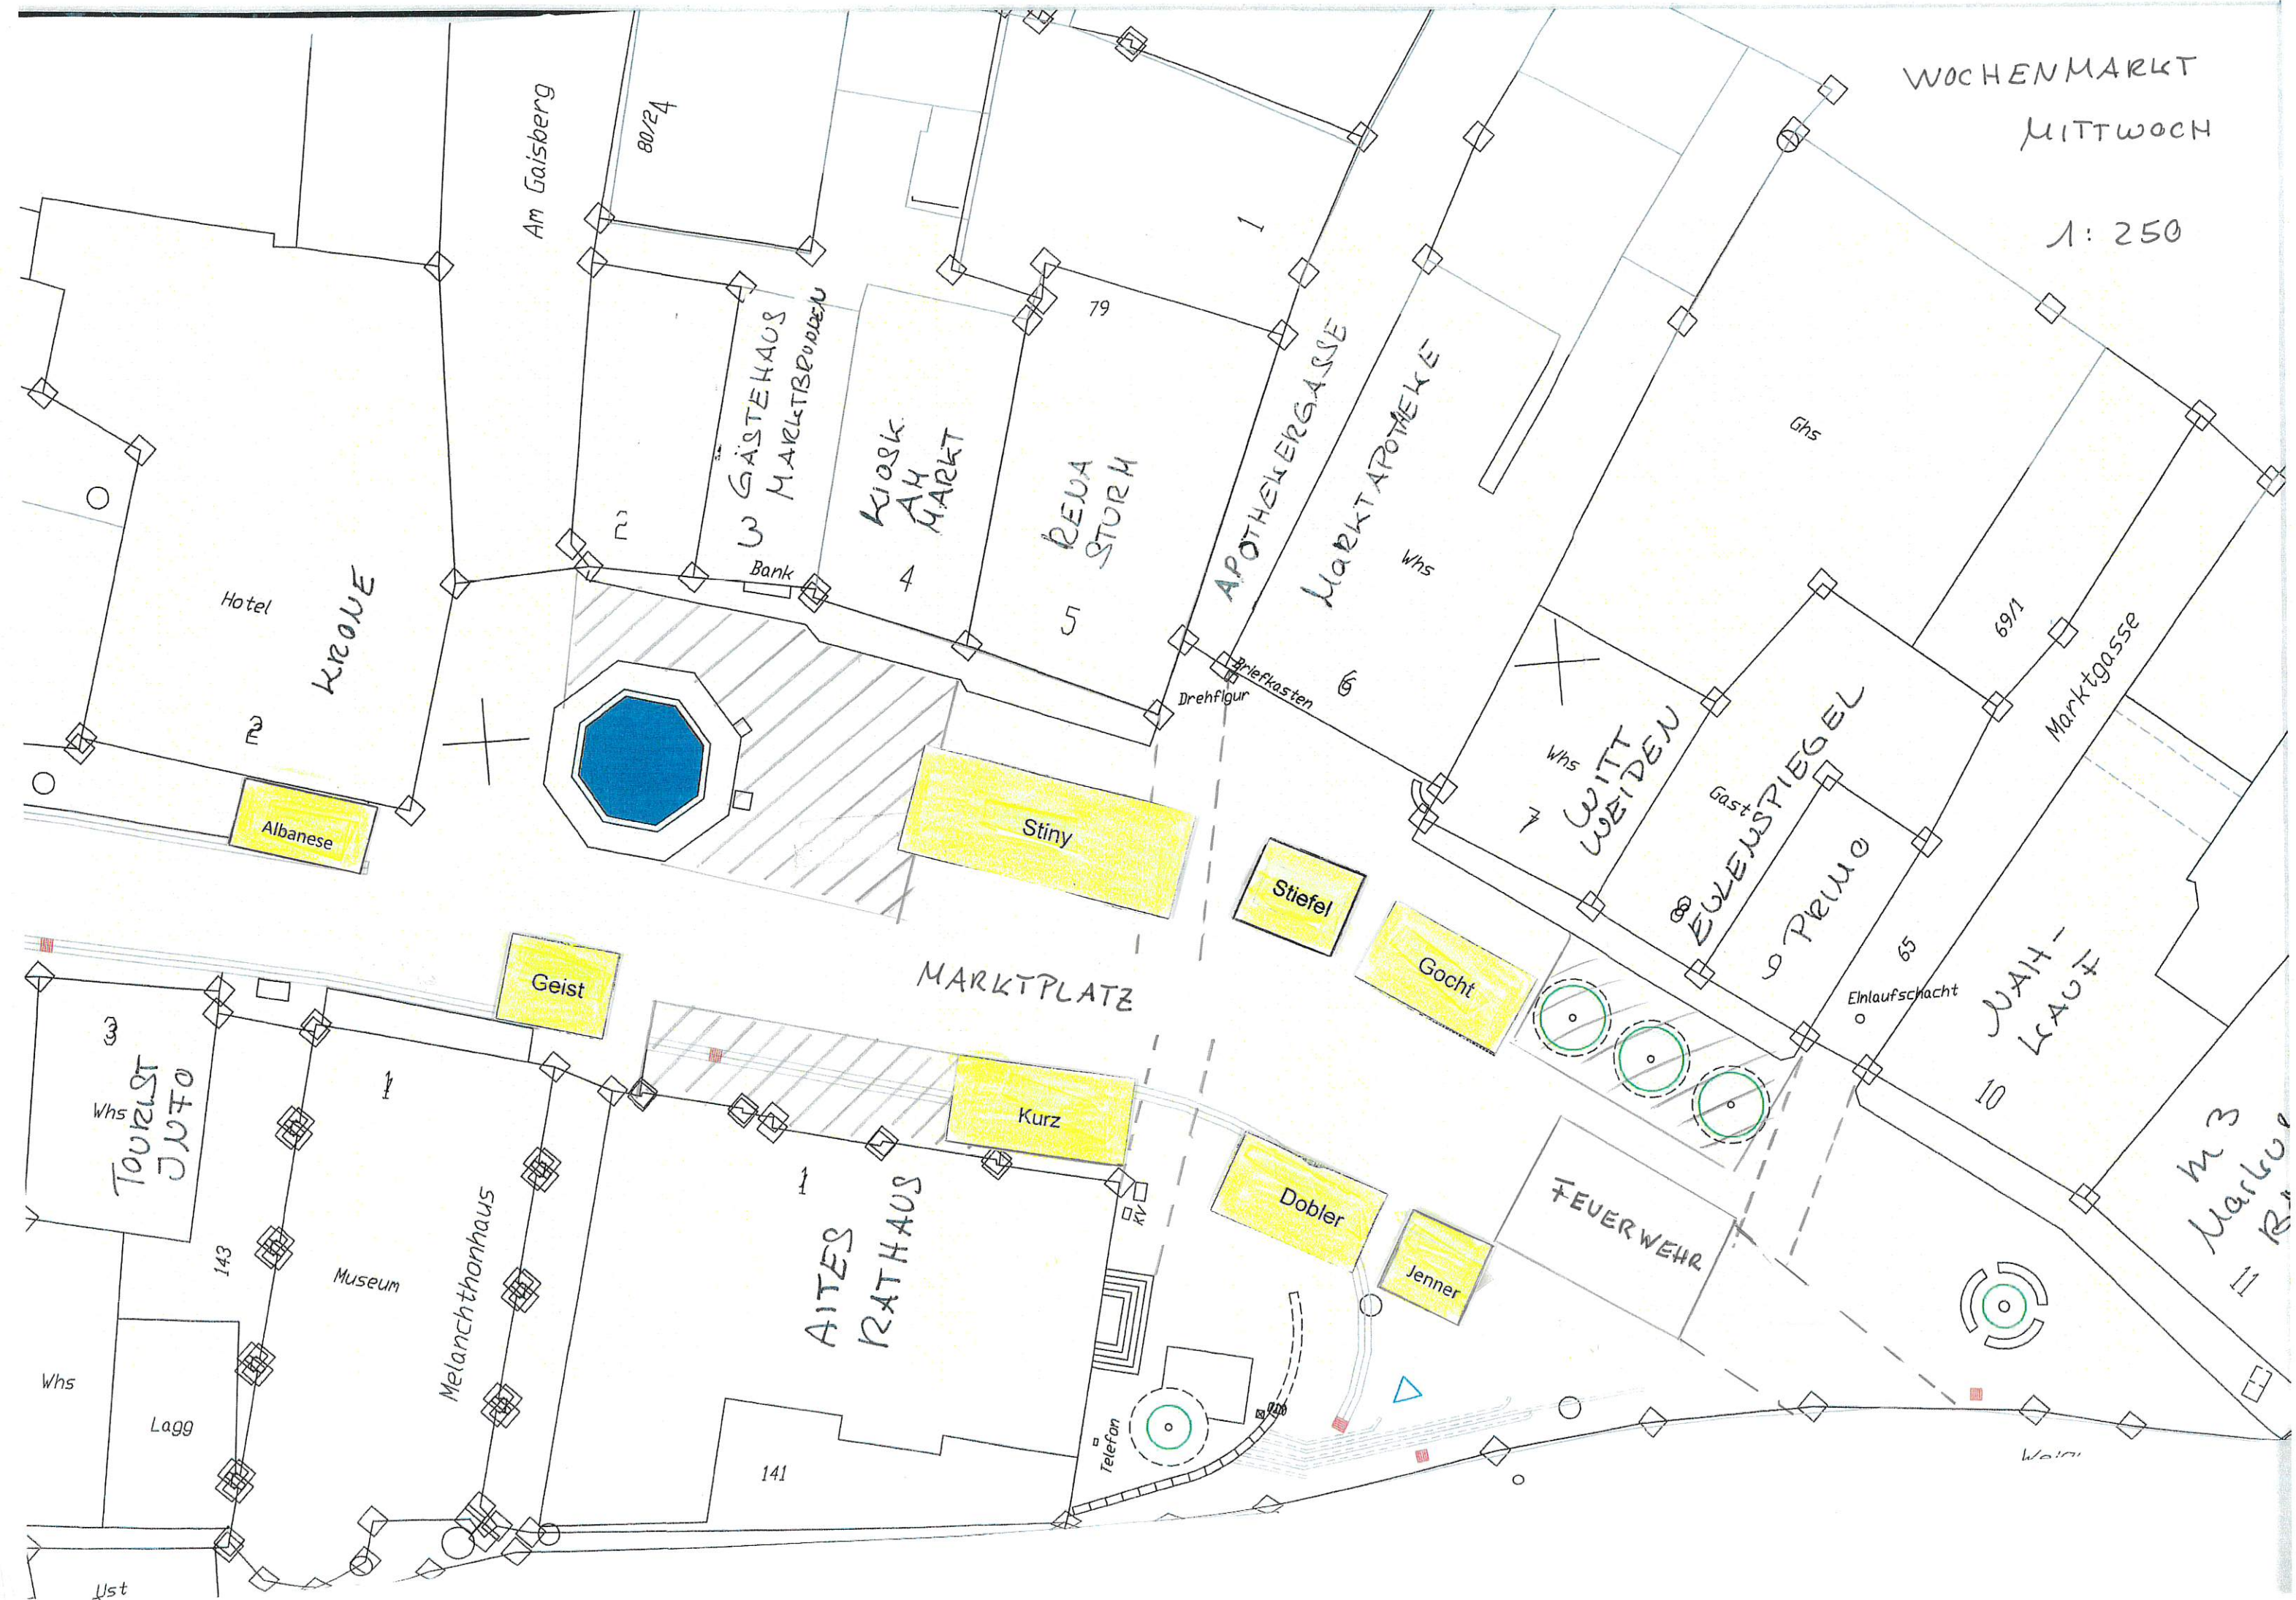 WOCHENMARKT
MITTWOCH
1: 250
Am Gaisberg
80/24
1
79
Ghs
GÄSTEHAUS
MARKTBRUNNEN
3
KIOSK
AM
MARKT
4
RENA
STURM
5
APOTHEKERGASSE
MARKTAPOTHEKE
Whs
6
Hotel
KRONE
2
2
Bank
Drehfigur
Briefkasten
69/1
Marktgasse
Whs
WITT
WEIDEN
7
Gast
8 EULENSPIEGEL
9 PRIMO
65
Einlaufschacht
NAH-
KAUF
10
Albanese
Stiny
Stiefel
Gocht
Geist
MARKTPLATZ
Kurz
Dobler
Jenner
FEUERWEHR
3
Whs
TOURIST
INFO
1
143
Museum
Melanchthonhaus
1
AlTES
RATHAUS
KV
M 3
11
Whs
Lagg
141
Telefon
Ust